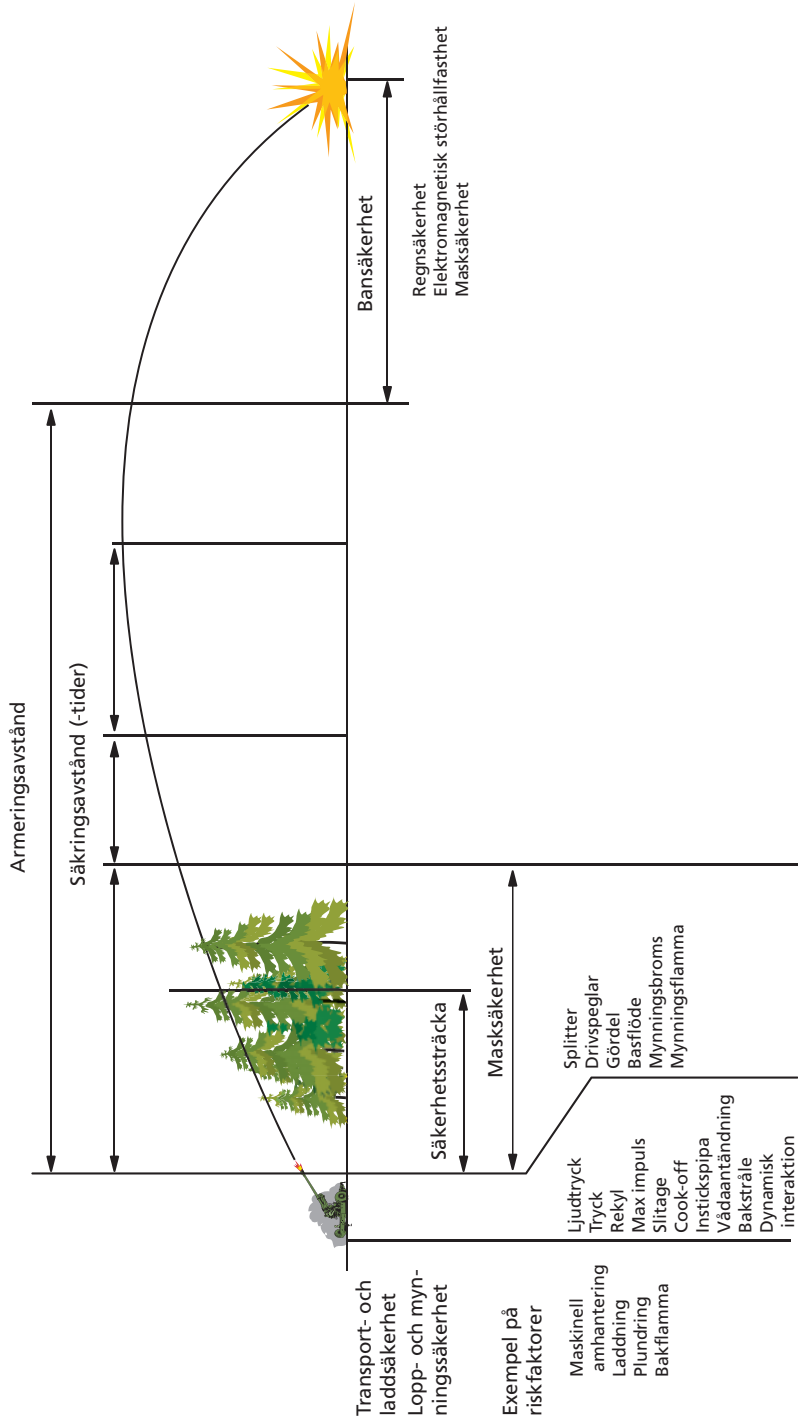 Armeringsavstånd
Säkringsavstånd (-tider)
Säkerhetssträcka
Masksäkerhet
Bansäkerhet
Regnsäkerhet
Elektromagnetisk störhållfasthet
Masksäkerhet
Transport- och
laddsäkerhet
Lopp- och myn-
ningssäkerhet
Exempel på
riskfaktorer
Maskinell
amhantering
Laddning
Plundring
Bakflamma
Ljudtryck
Tryck
Rekyl
Max impuls
Slitage
Cook-off
Instickspipa
Vådaantändning
Bakstråle
Dynamisk
interaktion
Splitter
Drivspeglar
Gördel
Basflöde
Mynningsbroms
Mynningsflamma